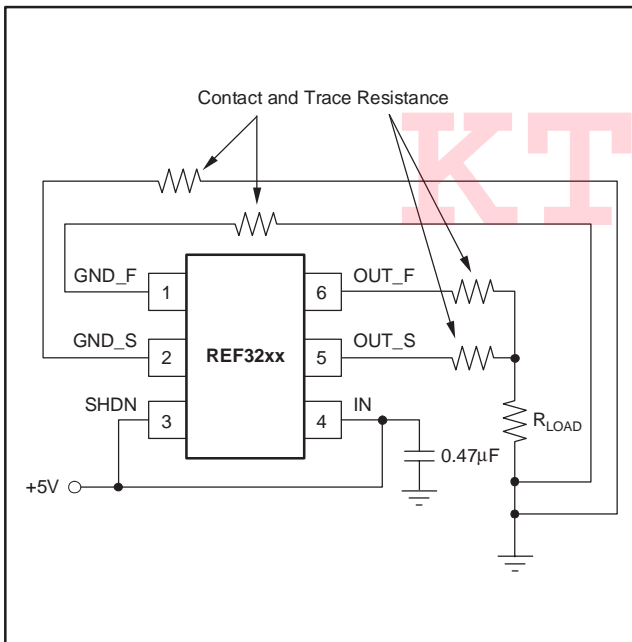 Contact and Trace Resistance
KT
GND_F
1
6
OUT_F
GND_S
2
REF32xx
5
OUT_S
SHDN
3
4
IN
R_LOAD
0.47μF
+5V